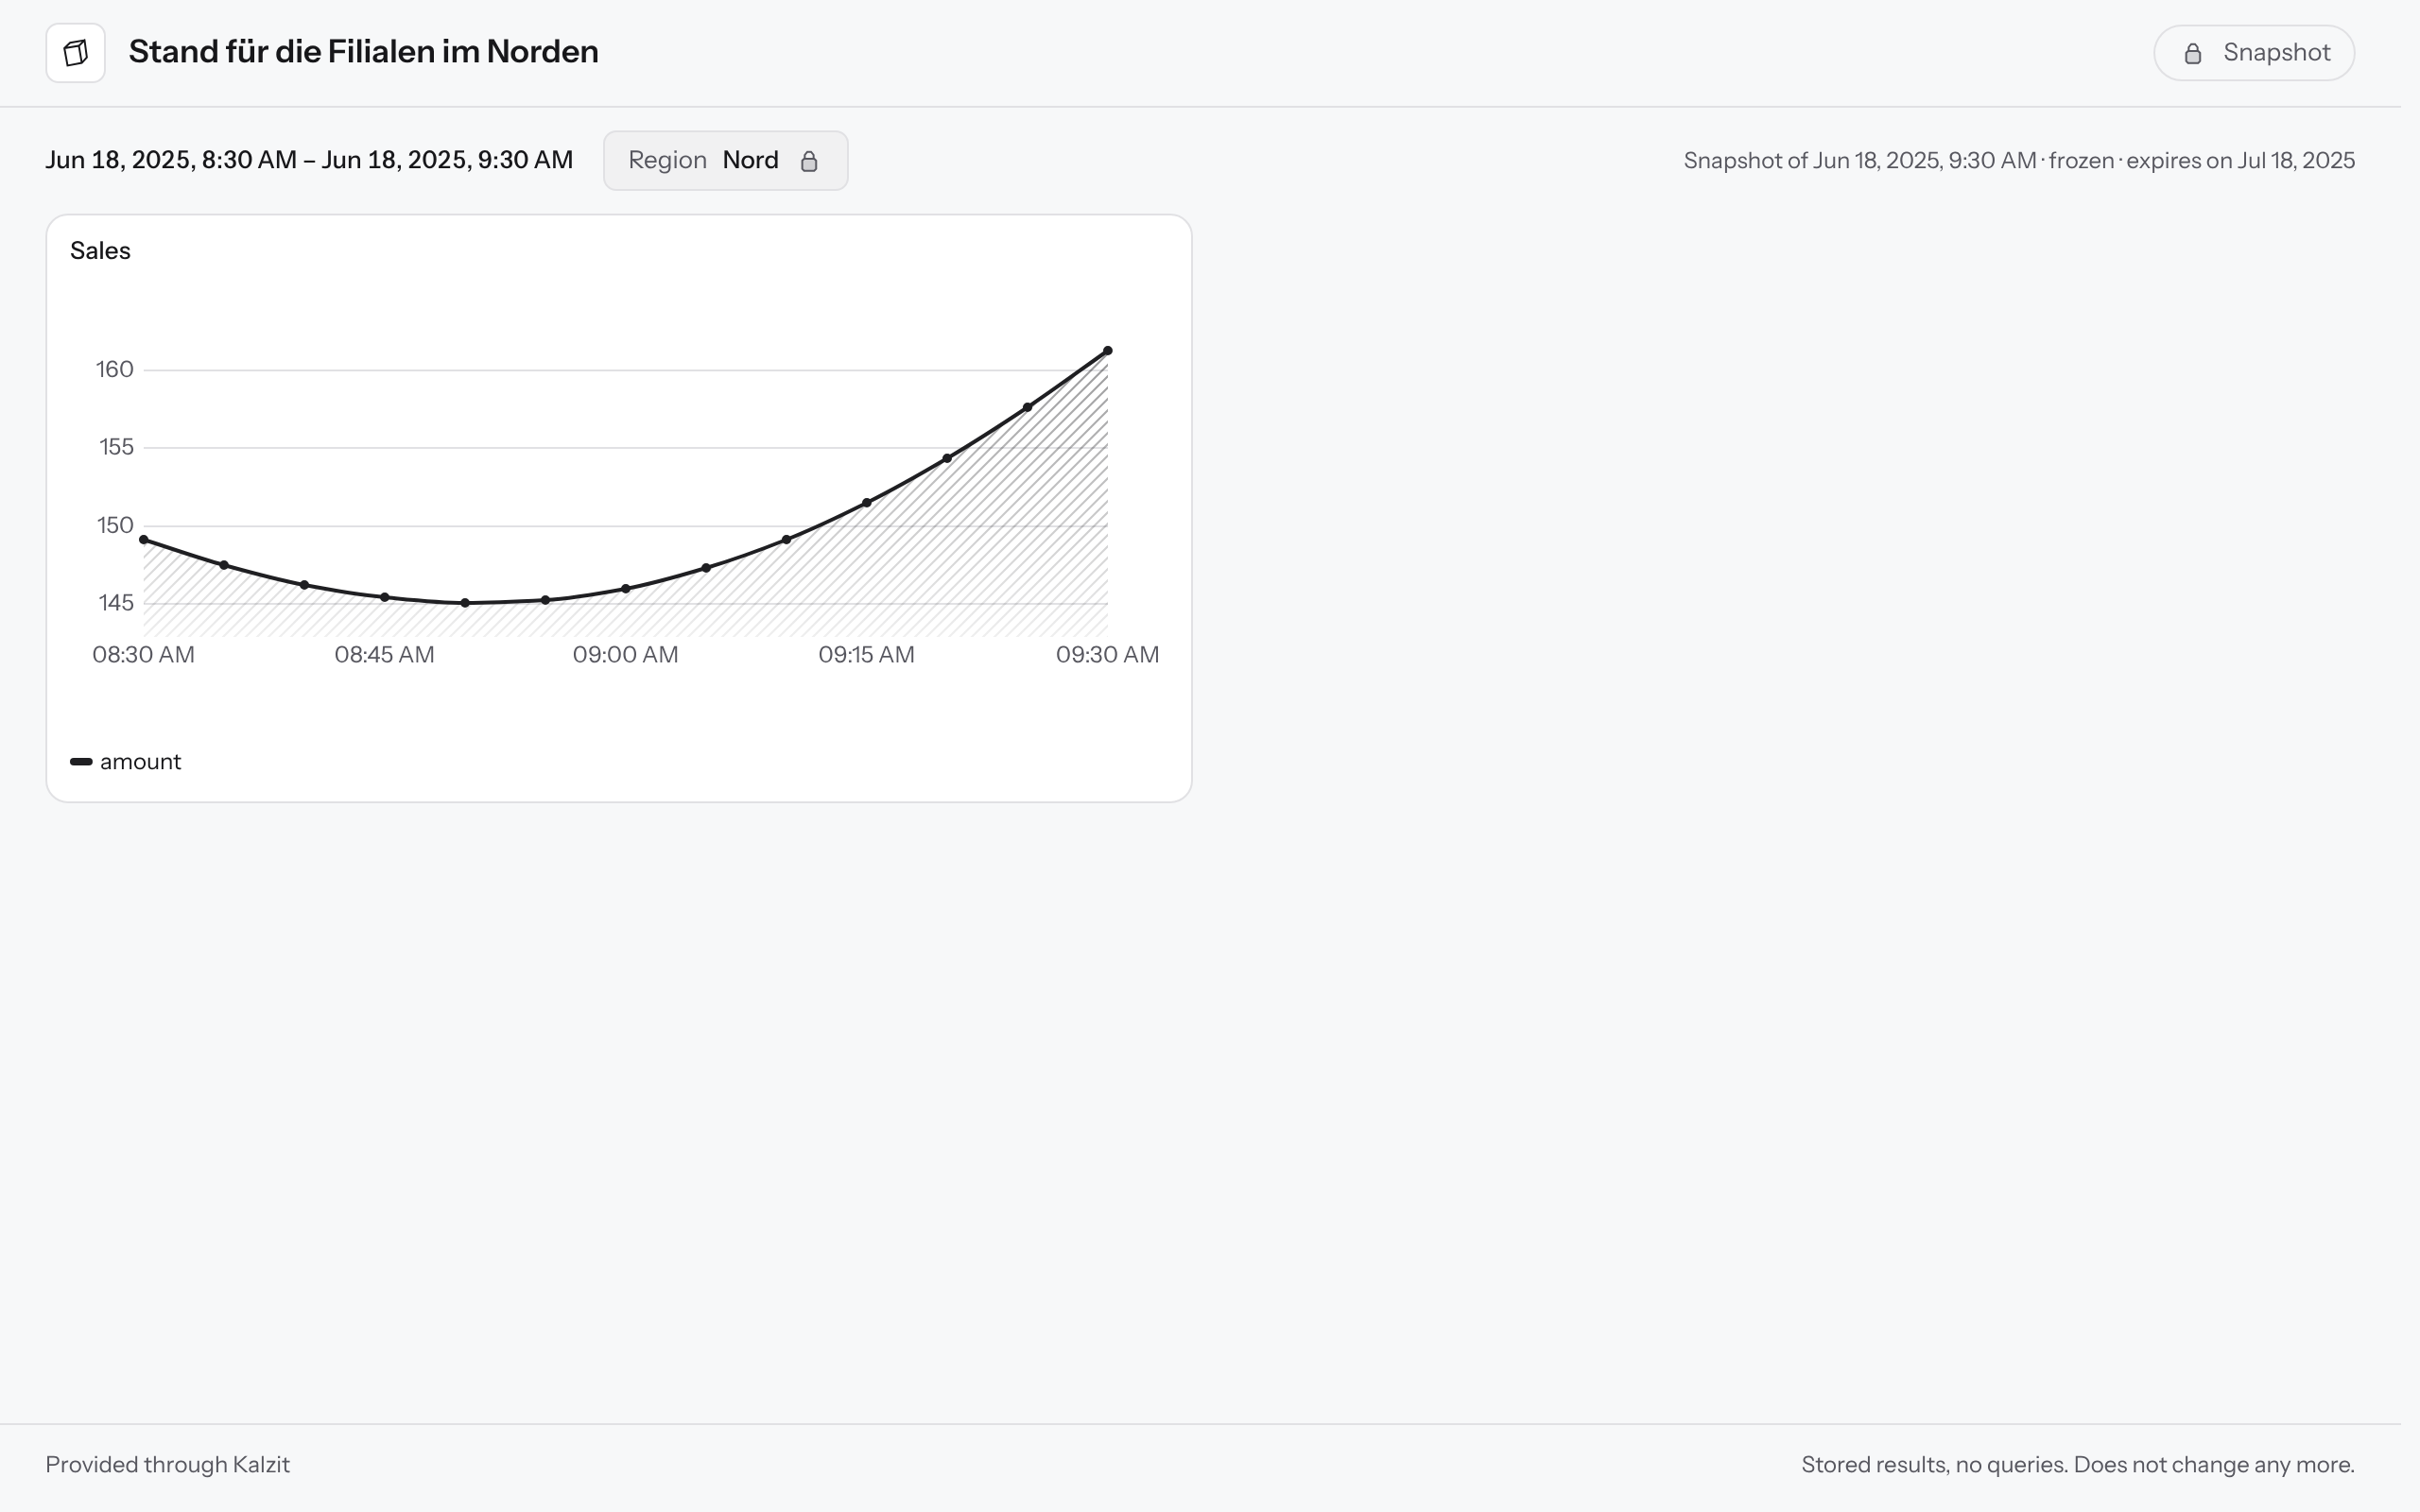 Stand für die Filialen im Norden
Snapshot
Jun 18, 2025, 8:30 AM – Jun 18, 2025, 9:30 AM
Region Nord
Snapshot of Jun 18, 2025, 9:30 AM · frozen · expires on Jul 18, 2025
Sales
160
155
150
145
08:30 AM 08:45 AM 09:00 AM 09:15 AM 09:30 AM
amount
Provided through Kalzit
Stored results, no queries. Does not change any more.